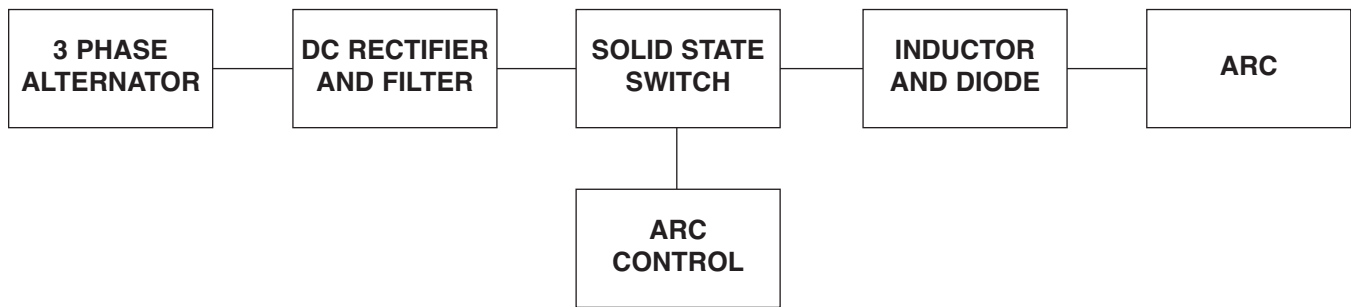 3 PHASE
ALTERNATOR
DC RECTIFIER
AND FILTER
SOLID STATE
SWITCH
INDUCTOR
AND DIODE
ARC
ARC
CONTROL